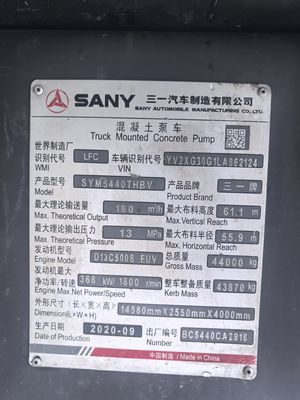 SANY 三一汽车制造有限公司
SANY AUTOMOBILE MANUFACTURING CO., LTD.
混凝土泵车
Truck Mounted Concrete Pump
世界制造厂
识别代号 LFC 车辆识别代号 YV2XG30G1LA862124
WMI VIN
产品型号 SYM5440THBV 产品品牌 三一牌
Model Brand
最大理论输送量 180 m³/h 最大布料高度 61.1 m
Max. Theoretical Output Max.Vertical Reach
最大理论输出压力 13 MPa 最大布料半径 55.9 m
Max. Theoretical Pressure Max. Horizontal Reach
发动机型号 D13C500S EUV 总质量 44000 kg
Engine Model Gross Mass
净功率/转速 368 kW/1800 r/min 整车整备质量 43870 kg
Engine Max.Net Power/Speed Kerb Mass
外形尺寸(长×宽×高) 14580mm×2550mm×4000mm
Dimension(L×W×H)
生产日期 2020-09 出厂编号 BC5440CA2918
Date of Production Serial No.
中国制造 / Made in China